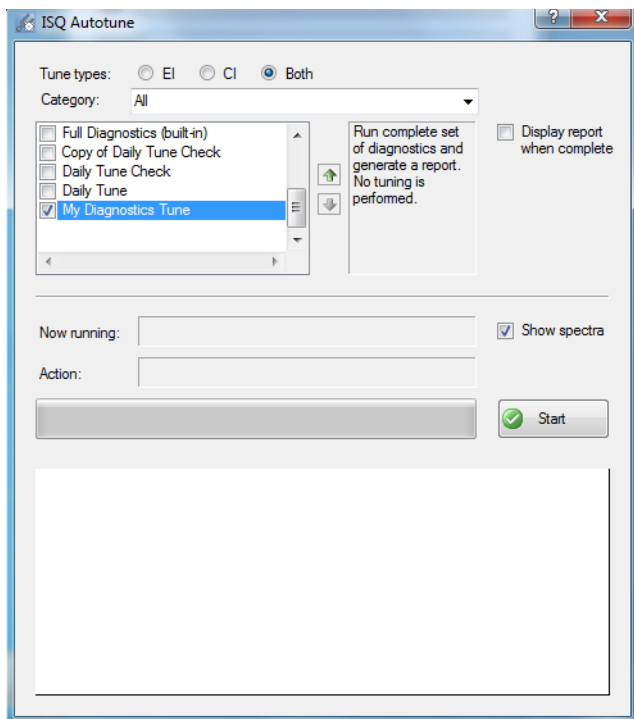 ISQ Autotune
?
X
Tune types: EI CI Both
Category: All
Full Diagnostics (built-in)
Copy of Daily Tune Check
Daily Tune Check
Daily Tune
My Diagnostics Tune
Run complete set
of diagnostics and
generate a report.
No tuning is
performed.
Display report
when complete
Now running:
Show spectra
Action:
Start